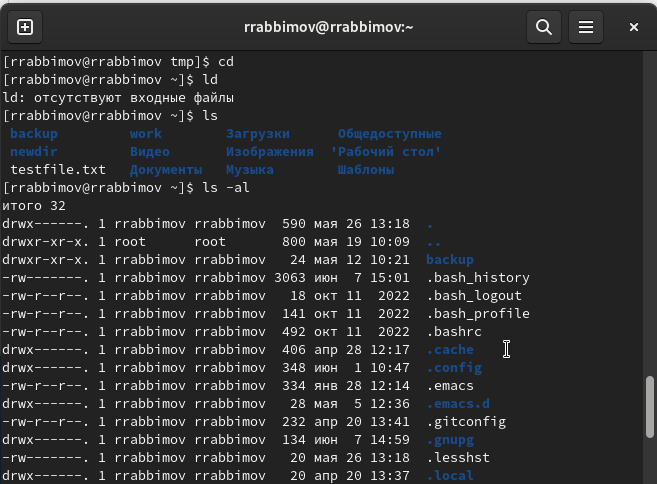 rrabbimov@rrabbimov:~
[rrabbimov@rrabbimov tmp]$ cd
[rrabbimov@rrabbimov ~]$ ld
ld: отсутствуют входные файлы
[rrabbimov@rrabbimov ~]$ ls
backup work Загрузки Общедоступные
newdir Видео Изображения 'Рабочий стол'
testfile.txt Документы Музыка Шаблоны
[rrabbimov@rrabbimov ~]$ ls -al
итого 32
drwx------. 1 rrabbimov rrabbimov 590 мая 26 13:18 .
drwxr-xr-x. 1 root root 800 мая 19 10:09 ..
drwxr-xr-x. 1 rrabbimov rrabbimov 24 мая 12 10:21 backup
-rw-------. 1 rrabbimov rrabbimov 3063 июн 7 15:01 .bash_history
-rw-r--r--. 1 rrabbimov rrabbimov 18 окт 11 2022 .bash_logout
-rw-r--r--. 1 rrabbimov rrabbimov 141 окт 11 2022 .bash_profile
-rw-r--r--. 1 rrabbimov rrabbimov 492 окт 11 2022 .bashrc
drwx------. 1 rrabbimov rrabbimov 406 апр 28 12:17 .cache
drwx------. 1 rrabbimov rrabbimov 348 июн 1 10:47 .config
-rw-r--r--. 1 rrabbimov rrabbimov 334 янв 28 12:14 .emacs
drwx------. 1 rrabbimov rrabbimov 28 мая 5 12:36 .emacs.d
-rw-r--r--. 1 rrabbimov rrabbimov 232 апр 20 13:41 .gitconfig
drwx------. 1 rrabbimov rrabbimov 134 июн 7 14:59 .gnupg
-rw-------. 1 rrabbimov rrabbimov 20 мая 26 13:18 .lesshst
drwx------. 1 rrabbimov rrabbimov 20 апр 20 13:37 .local